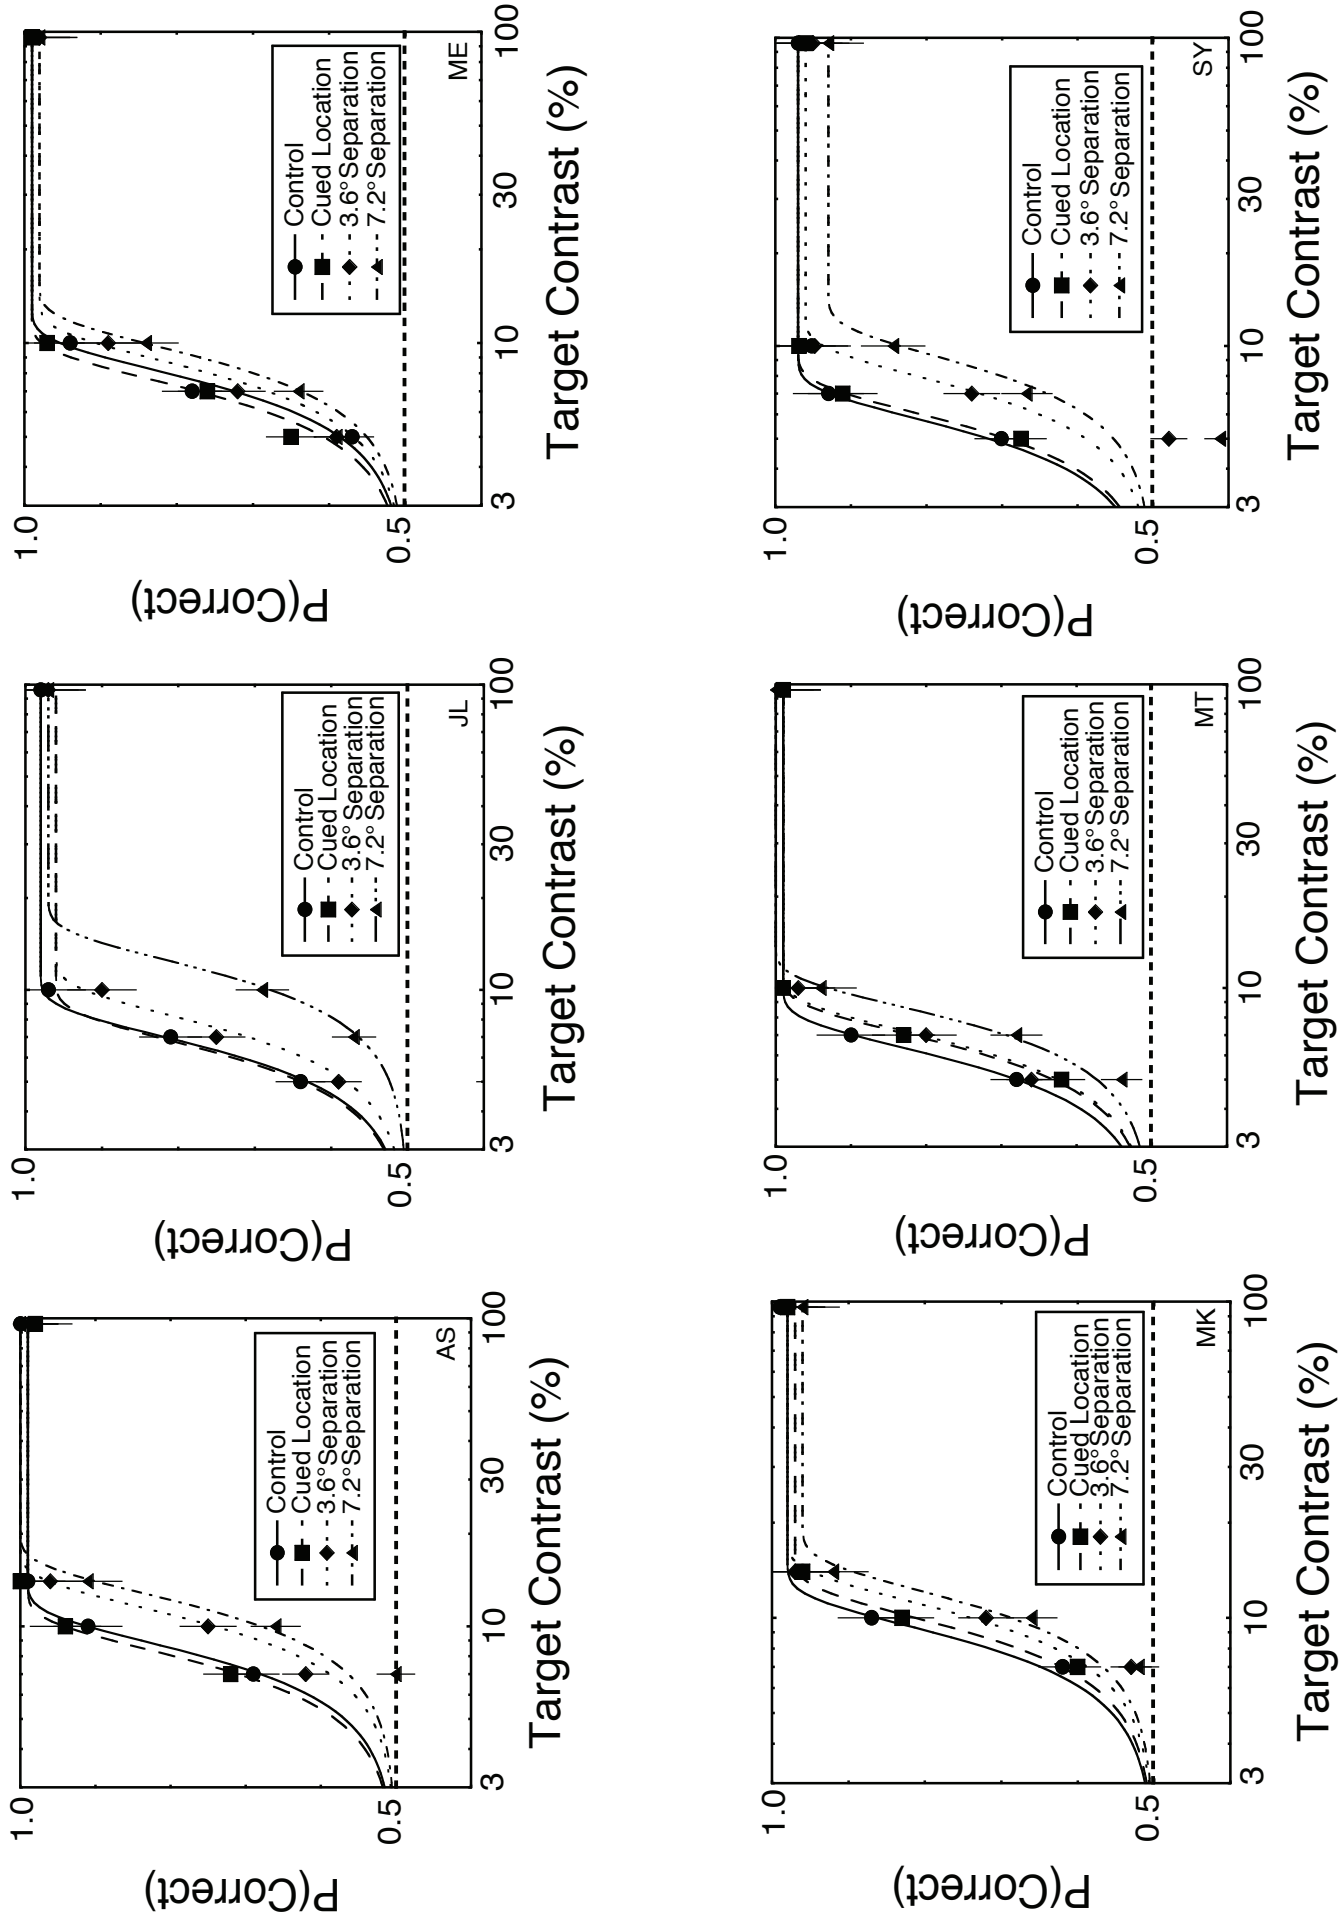 1.0
0.5
P(Correct)
3
10
30
100
Target Contrast (%)
Control
Cued Location
3.6° Separation
7.2° Separation
AS
1.0
0.5
P(Correct)
3
10
30
100
Target Contrast (%)
Control
Cued Location
3.6° Separation
7.2° Separation
JL
1.0
0.5
P(Correct)
3
10
30
100
Target Contrast (%)
Control
Cued Location
3.6° Separation
7.2° Separation
ME
1.0
0.5
P(Correct)
3
10
30
100
Target Contrast (%)
Control
Cued Location
3.6° Separation
7.2° Separation
MK
1.0
0.5
P(Correct)
3
10
30
100
Target Contrast (%)
Control
Cued Location
3.6° Separation
7.2° Separation
MT
1.0
0.5
P(Correct)
3
10
30
100
Target Contrast (%)
Control
Cued Location
3.6° Separation
7.2° Separation
SY